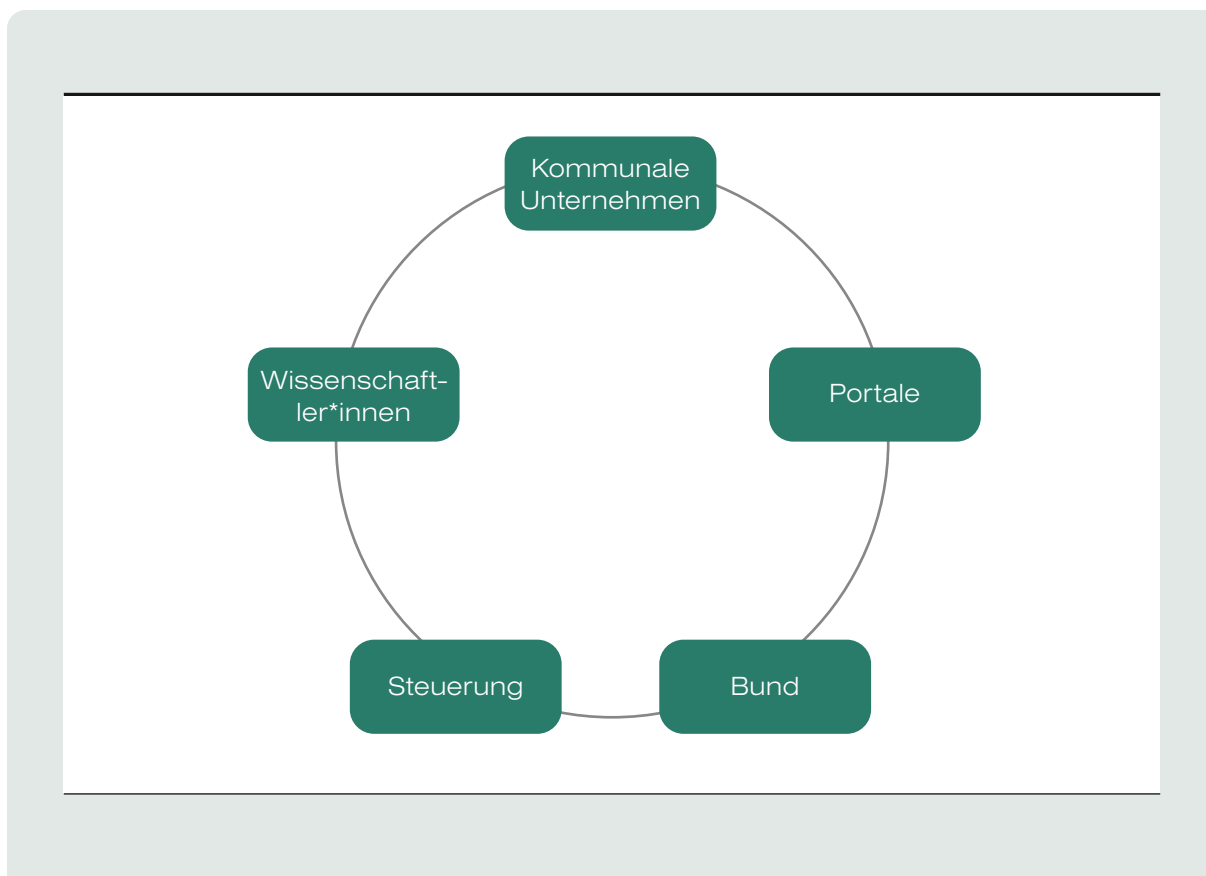 Kommunale
Unternehmen
Wissenschaft-
ler*innen
Portale
Steuerung
Bund